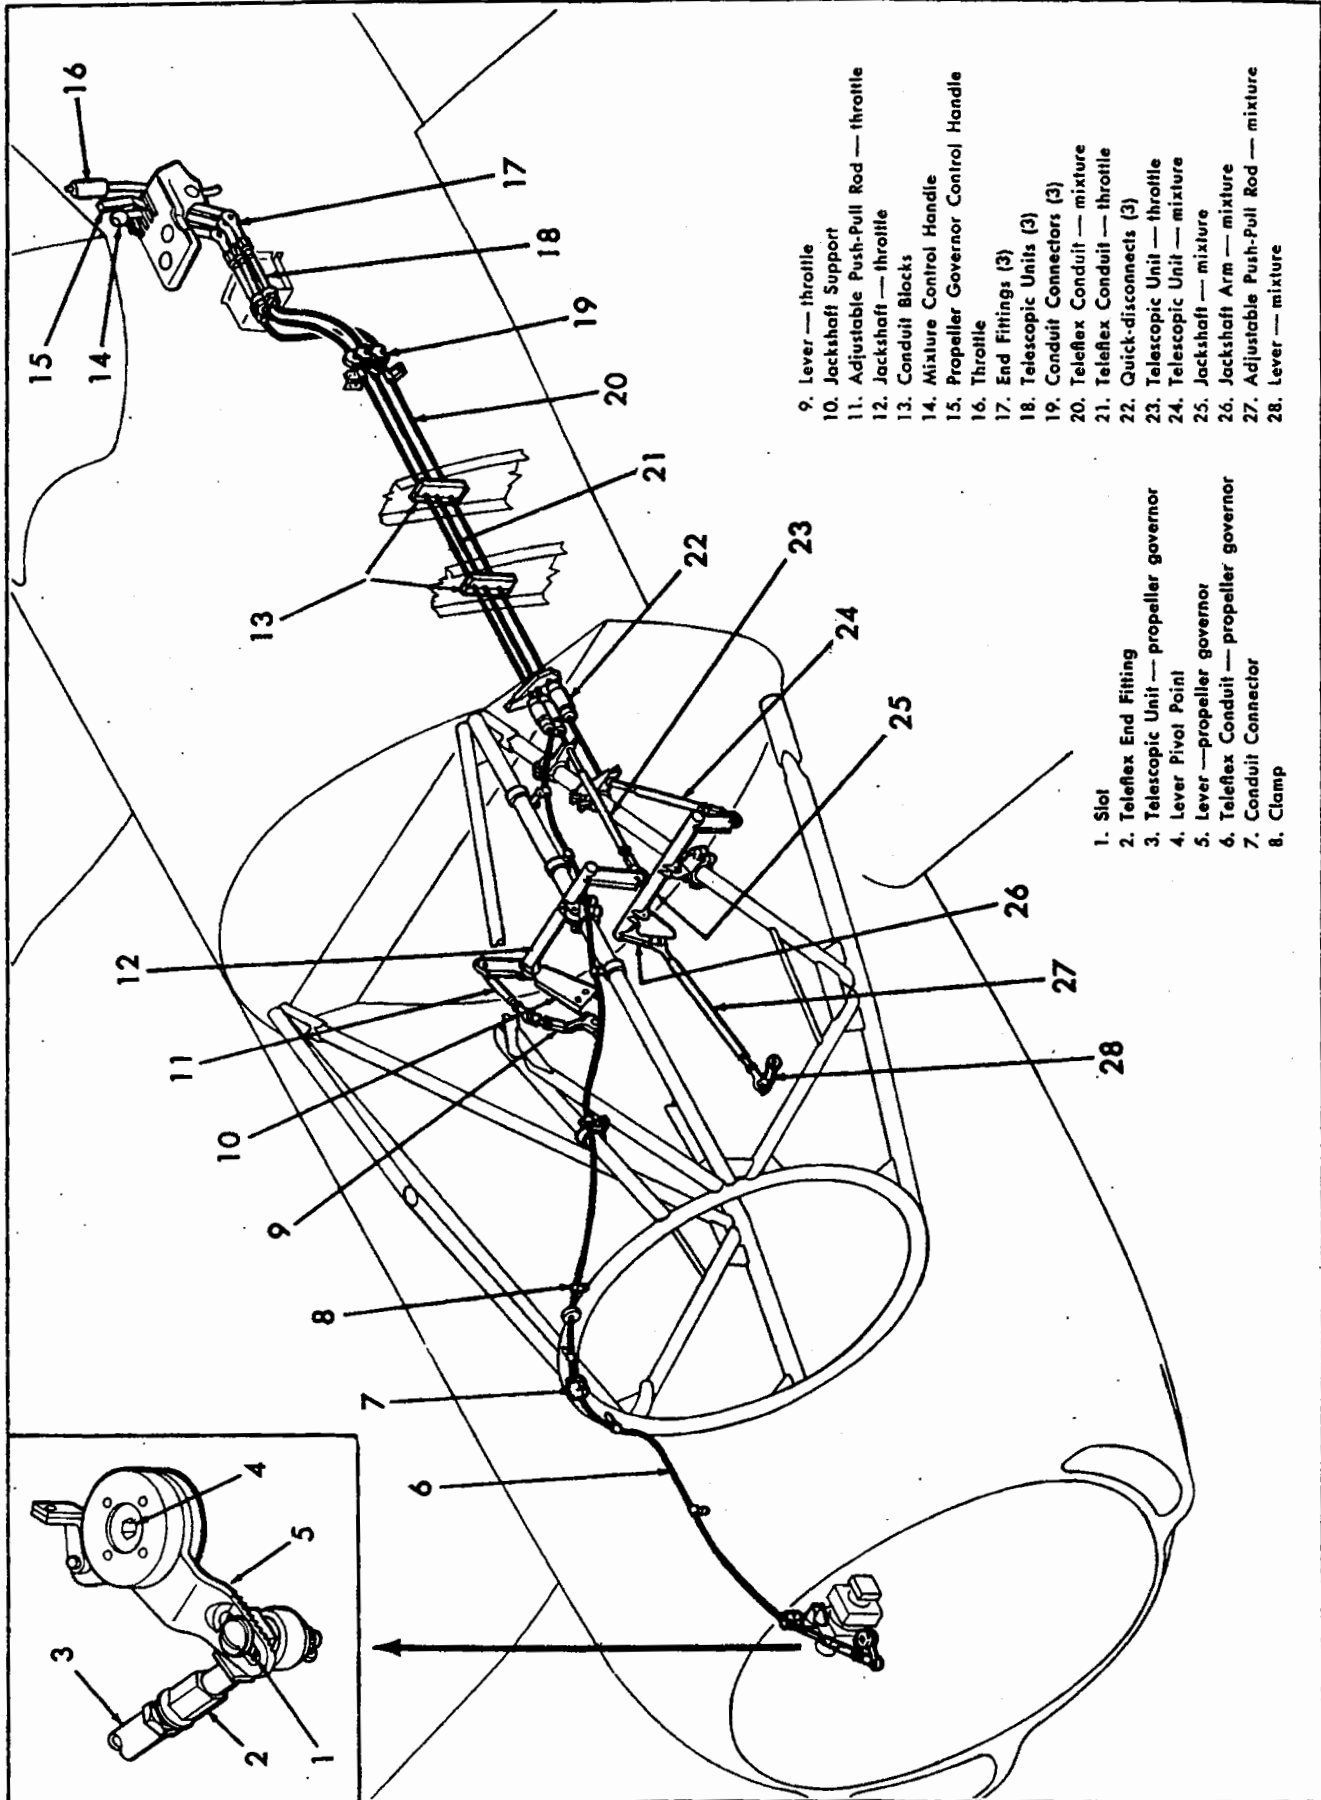 16
15
14
17
18
19
20
21
13
22
23
24
25
26
27
28
12
11
10
9
8
7
6
3
4
5
2
1
1. Slot
2. Teleflex End Fitting
3. Telescopic Unit — propeller governor
4. Lever Pivot Point
5. Lever —propeller governor
6. Teleflex Conduit — propeller governor
7. Conduit Connector
8. Clamp
9. Lever — throttle
10. Jackshaft Support
11. Adjustable Push-Pull Rod — throttle
12. Jackshaft — throttle
13. Conduit Blocks
14. Mixture Control Handle
15. Propeller Governor Control Handle
16. Throttle
17. End Fittings (3)
18. Telescopic Units (3)
19. Conduit Connectors (3)
20. Teleflex Conduit — mixture
21. Teleflex Conduit — throttle
22. Quick-disconnects (3)
23. Telescopic Unit — throttle
24. Telescopic Unit — mixture
25. Jackshaft — mixture
26. Jackshaft Arm — mixture
27. Adjustable Push-Pull Rod — mixture
28. Lever — mixture